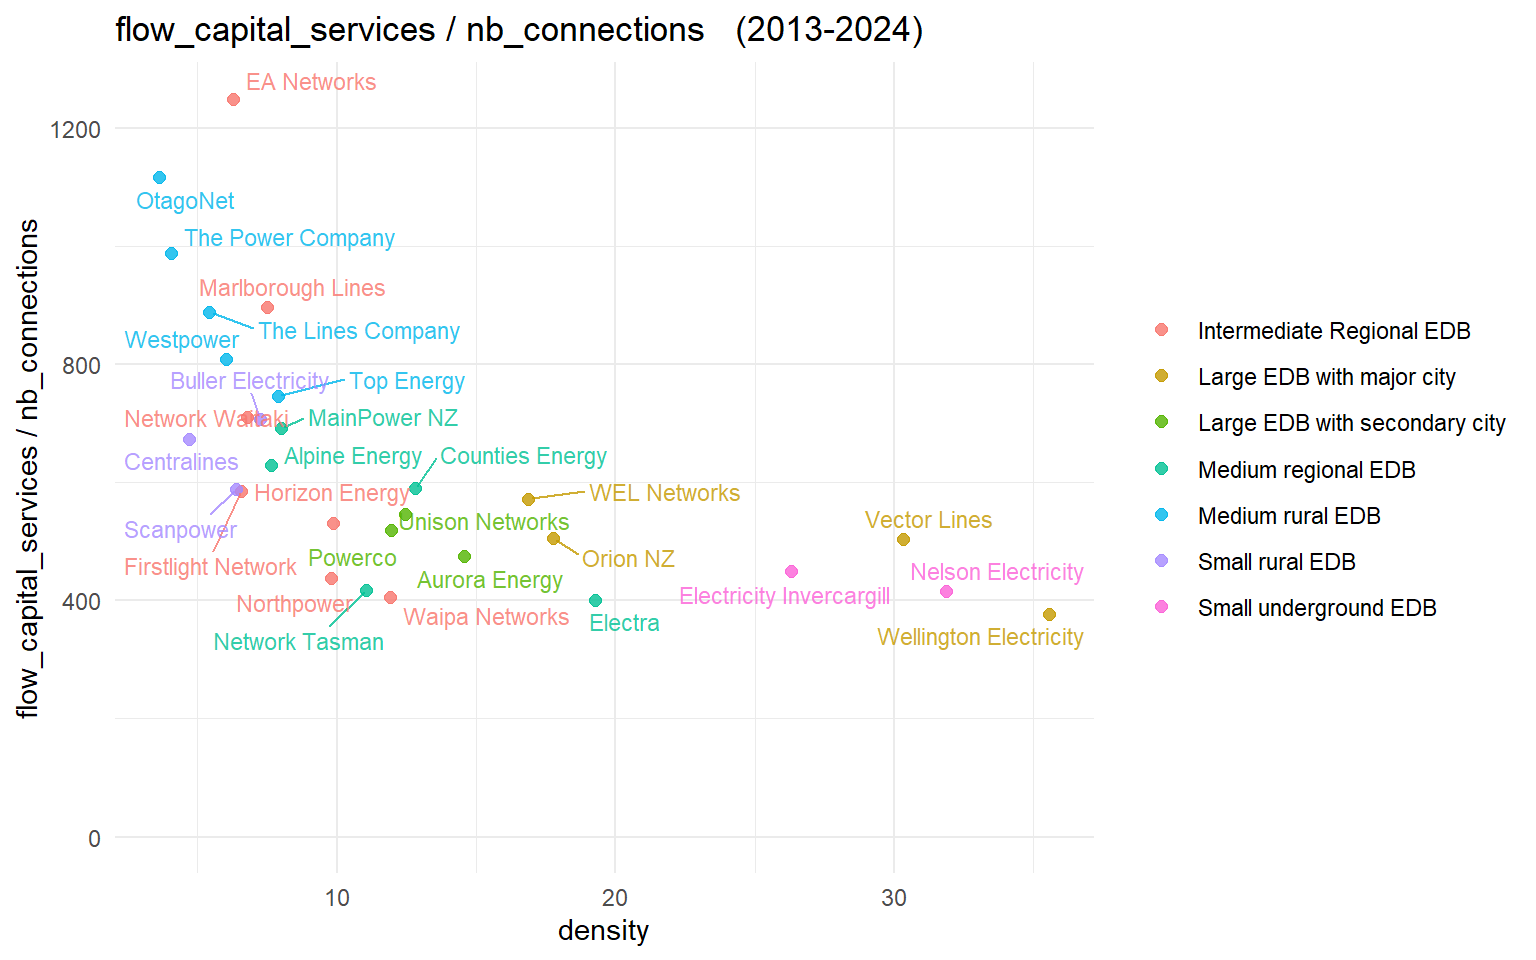 flow_capital_services / nb_connections (2013-2024)
EA Networks
1200
OtagoNet
The Power Company
Marlborough Lines
The Lines Company
Westpower
800
Buller Electricity
Top Energy
Network Waitaki
MainPower NZ
Centralines
Alpine Energy
Counties Energy
Horizon Energy
WEL Networks
Scanpower
Unison Networks
Vector Lines
Firstlight Network
Powerco
Orion NZ
Aurora Energy
Nelson Electricity
400
Northpower
Waipa Networks
Electricity Invercargill
Electra
Network Tasman
Wellington Electricity
0
10
20
30
density
flow_capital_services / nb_connections
Intermediate Regional EDB
Large EDB with major city
Large EDB with secondary city
Medium regional EDB
Medium rural EDB
Small rural EDB
Small underground EDB